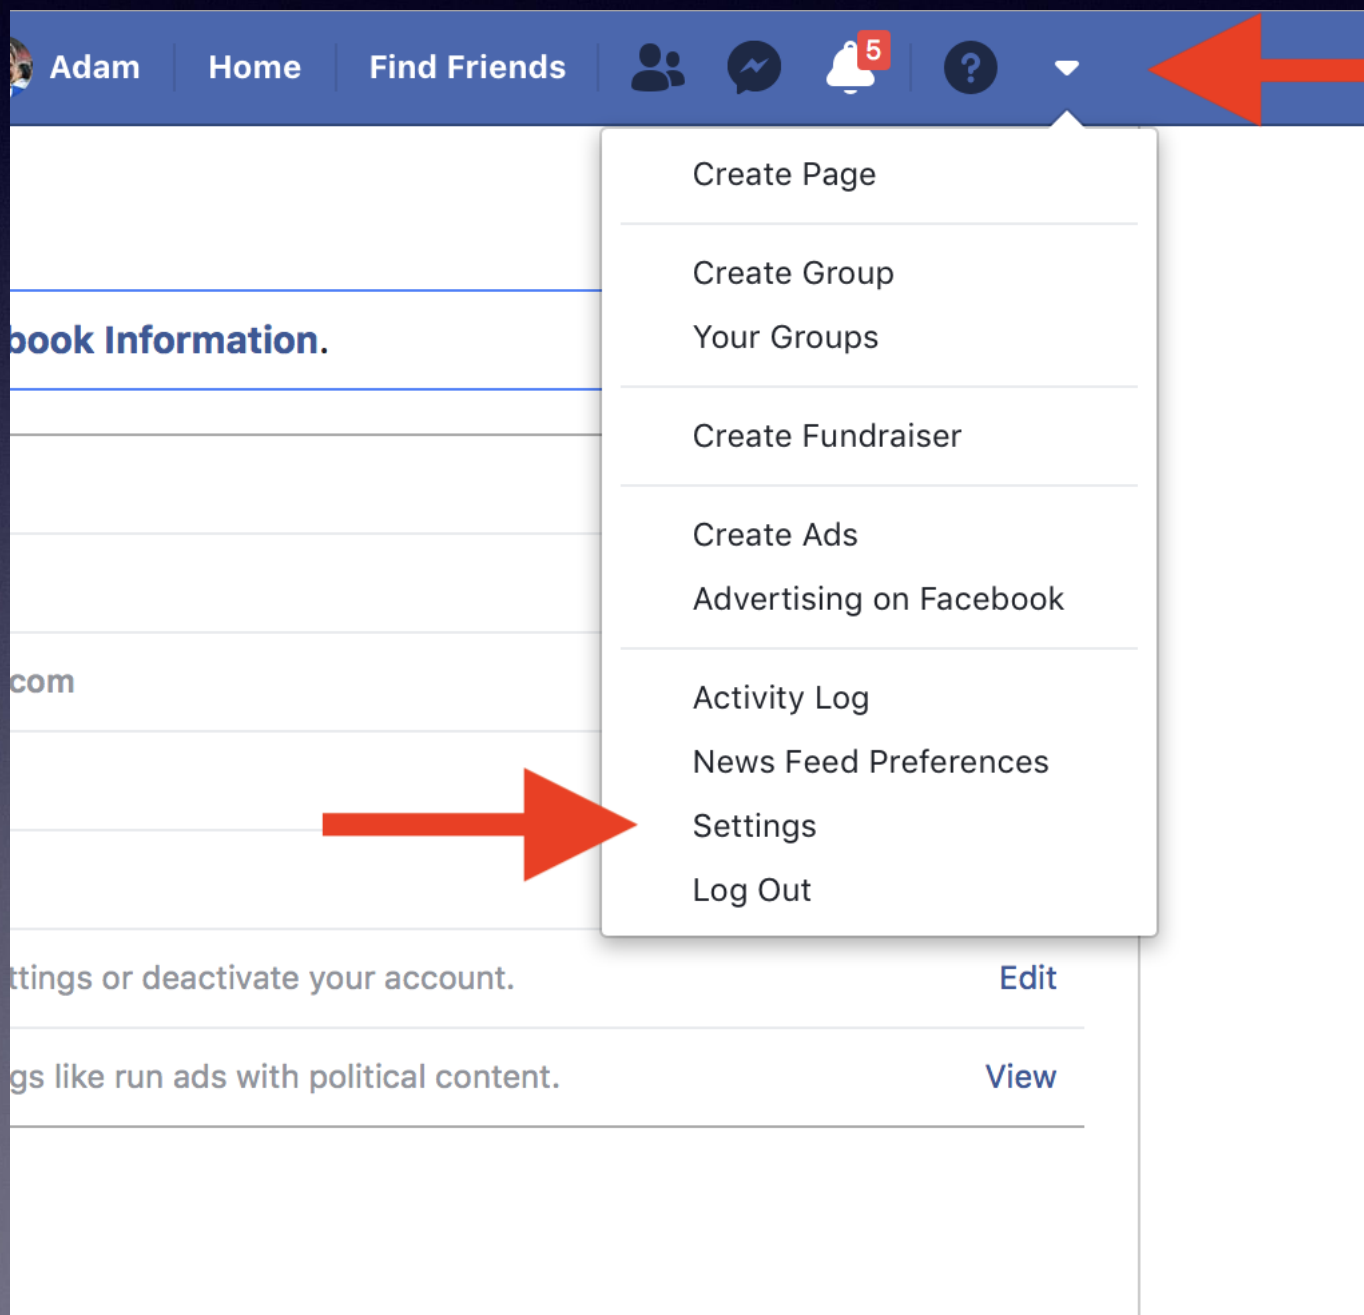 Adam Home Find Friends 5 ?
Create Page
Create Group
book Information.
Your Groups
Create Fundraiser
Create Ads
Advertising on Facebook
.com
Activity Log
News Feed Preferences
Settings
Log Out
ttings or deactivate your account. Edit
gs like run ads with political content. View